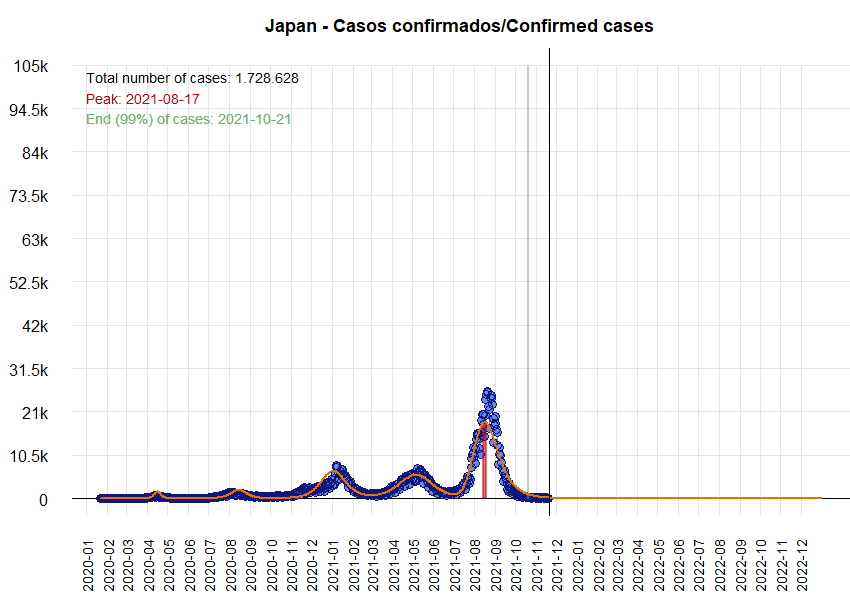 Japan - Casos confirmados/Confirmed cases
105k
Total number of cases: 1.728.628
Peak: 2021-08-17
94.5k
End (99%) of cases: 2021-10-21
84k
73.5k
63k
52.5k
42k
31.5k
21k
10.5k
0
2020-01
2020-02
2020-03
2020-04
2020-05
2020-06
2020-07
2020-08
2020-09
2020-10
2020-11
2020-12
2021-01
2021-02
2021-03
2021-04
2021-05
2021-06
2021-07
2021-08
2021-09
2021-10
2021-11
2021-12
2022-01
2022-02
2022-03
2022-04
2022-05
2022-06
2022-07
2022-08
2022-09
2022-10
2022-11
2022-12